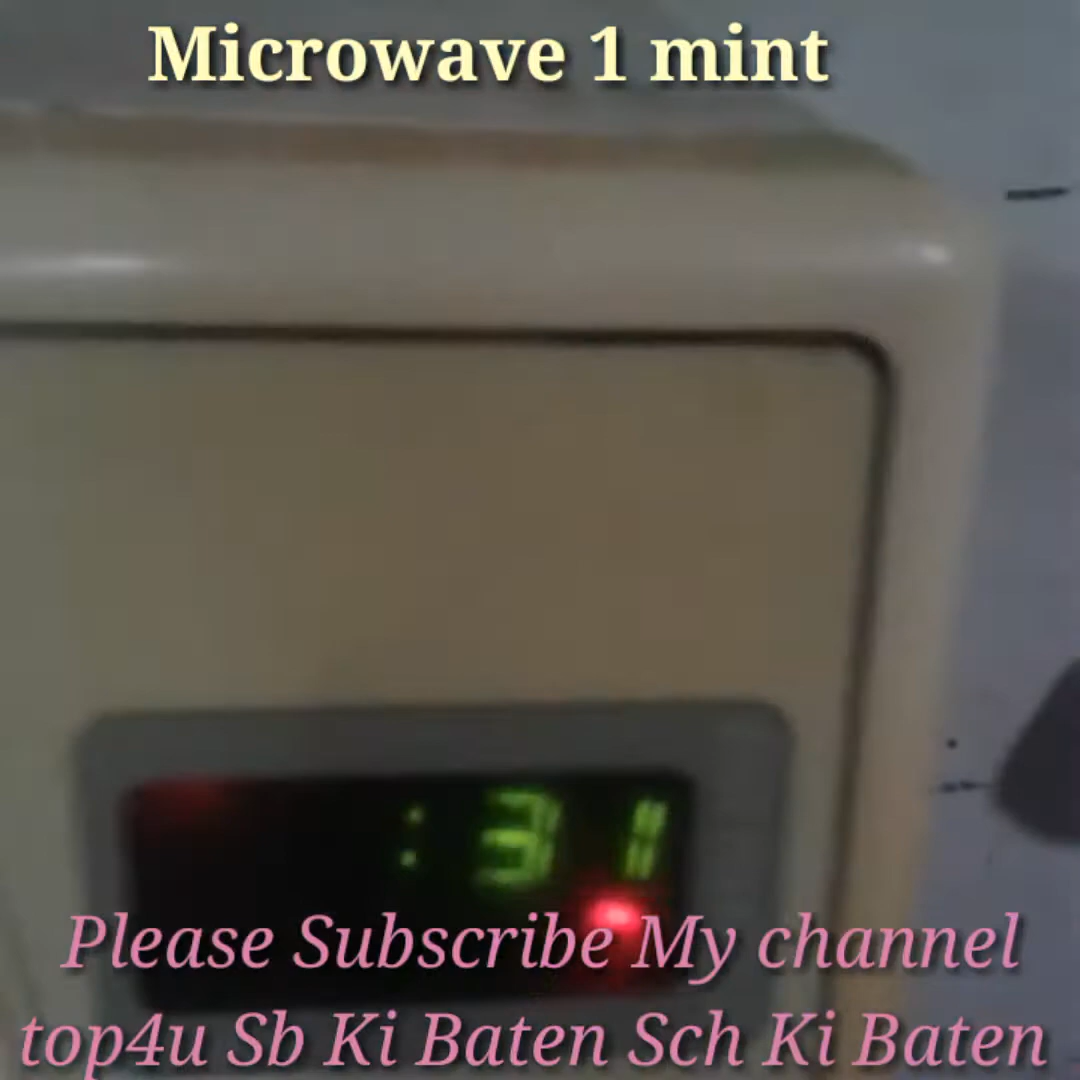 Microwave 1 mint
: 31
Please Subscribe My channel
top4u Sb Ki Baten Sch Ki Baten